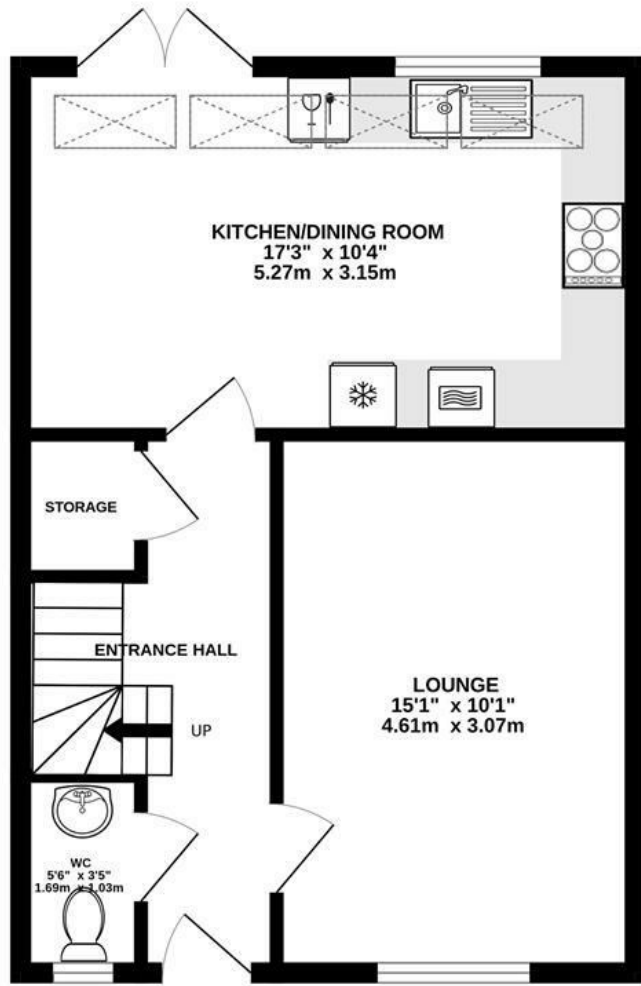 KITCHEN/DINING ROOM
17'3" x 10'4"
5.27m x 3.15m
STORAGE
ENTRANCE HALL
UP
LOUNGE
15'1" x 10'1"
4.61m x 3.07m
WC
5'6" x 3'5"
1.69m x 1.03m